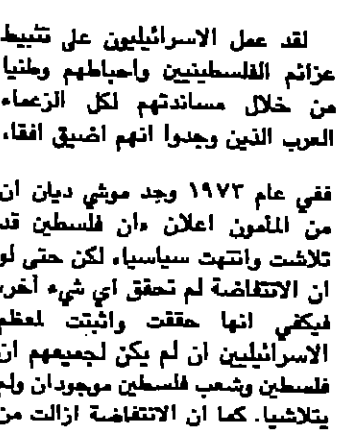 لقد عمل الاسرائيليون على تثبيط
عزائم الفلسطينيين واحباطهم وطنيا
من خلال مساندتهم لكل الزعماء
العرب الذين وجدوا انهم اضيق افقا.
ففي عام ١٩٧٣ وجد موشي ديان ان
من المأمون اعلان «ان فلسطين قد
تلاشت وانتهت سياسيا» لكن حتى لو
ان الانتفاضة لم تحقق اي شيء آخر،
فيكفي انها حققت واثبتت لمعظم
الاسرائيليين ان لم يكن لجميعهم ان
فلسطين وشعب فلسطين موجودان ولم
يتلاشيا. كما ان الانتفاضة ازالت من